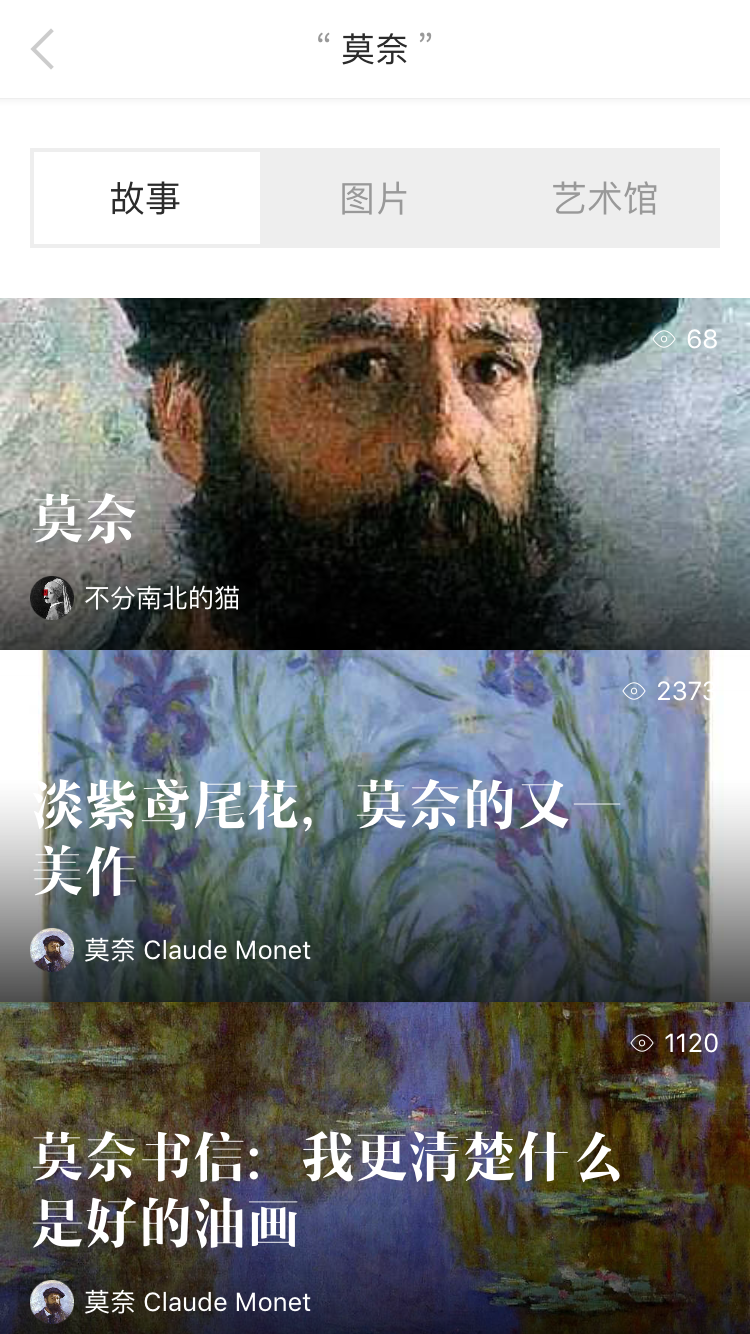 “ 莫奈 ”
故事 图片 艺术馆
68
莫奈
不分南北的猫
2373
淡紫鸢尾花，莫奈的又一
美作
莫奈 Claude Monet
1120
莫奈书信：我更清楚什么
是好的油画
莫奈 Claude Monet